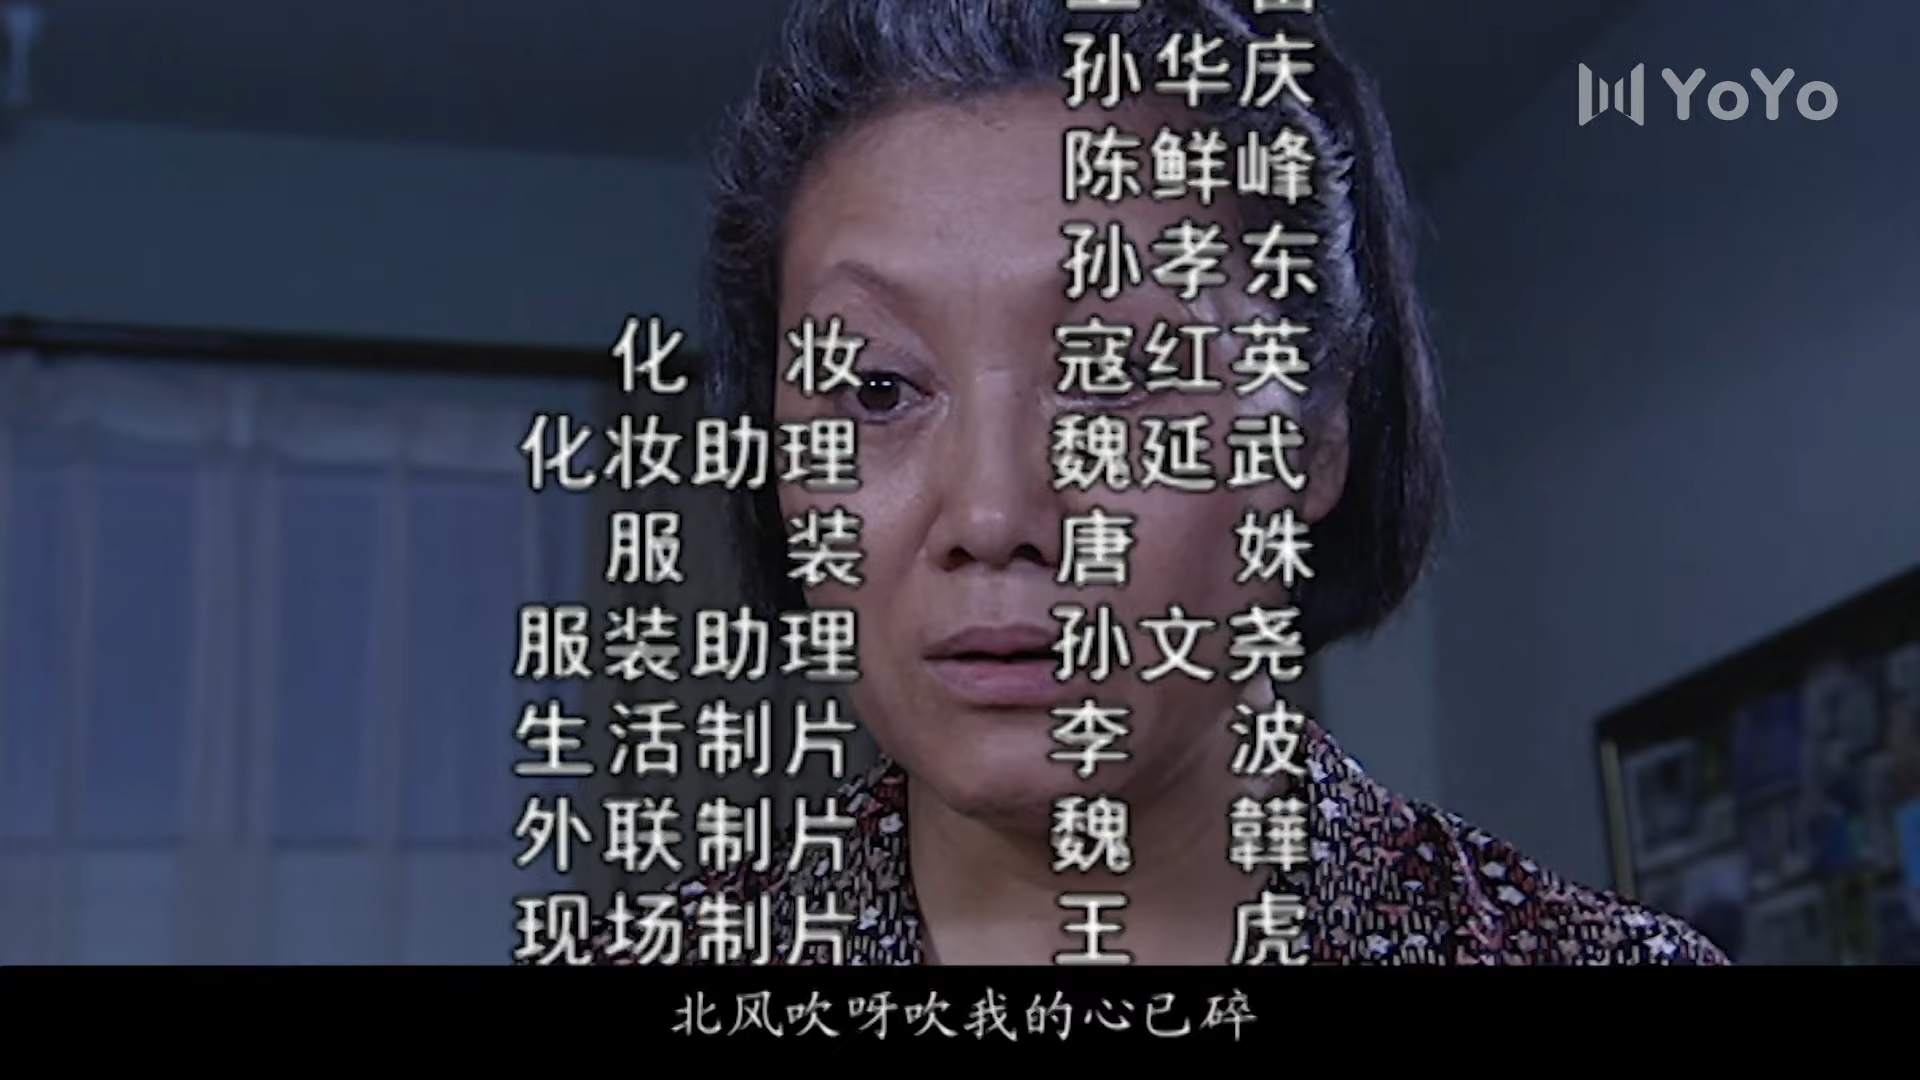 孙华庆
YoYo
陈鲜峰
孙孝东
化妆 寇红英
化妆助理 魏延武
服装 唐姝
服装助理 孙文尧
生活制片 李波
外联制片 魏韡
现场制片 王虎
北风吹呀吹我的心已碎